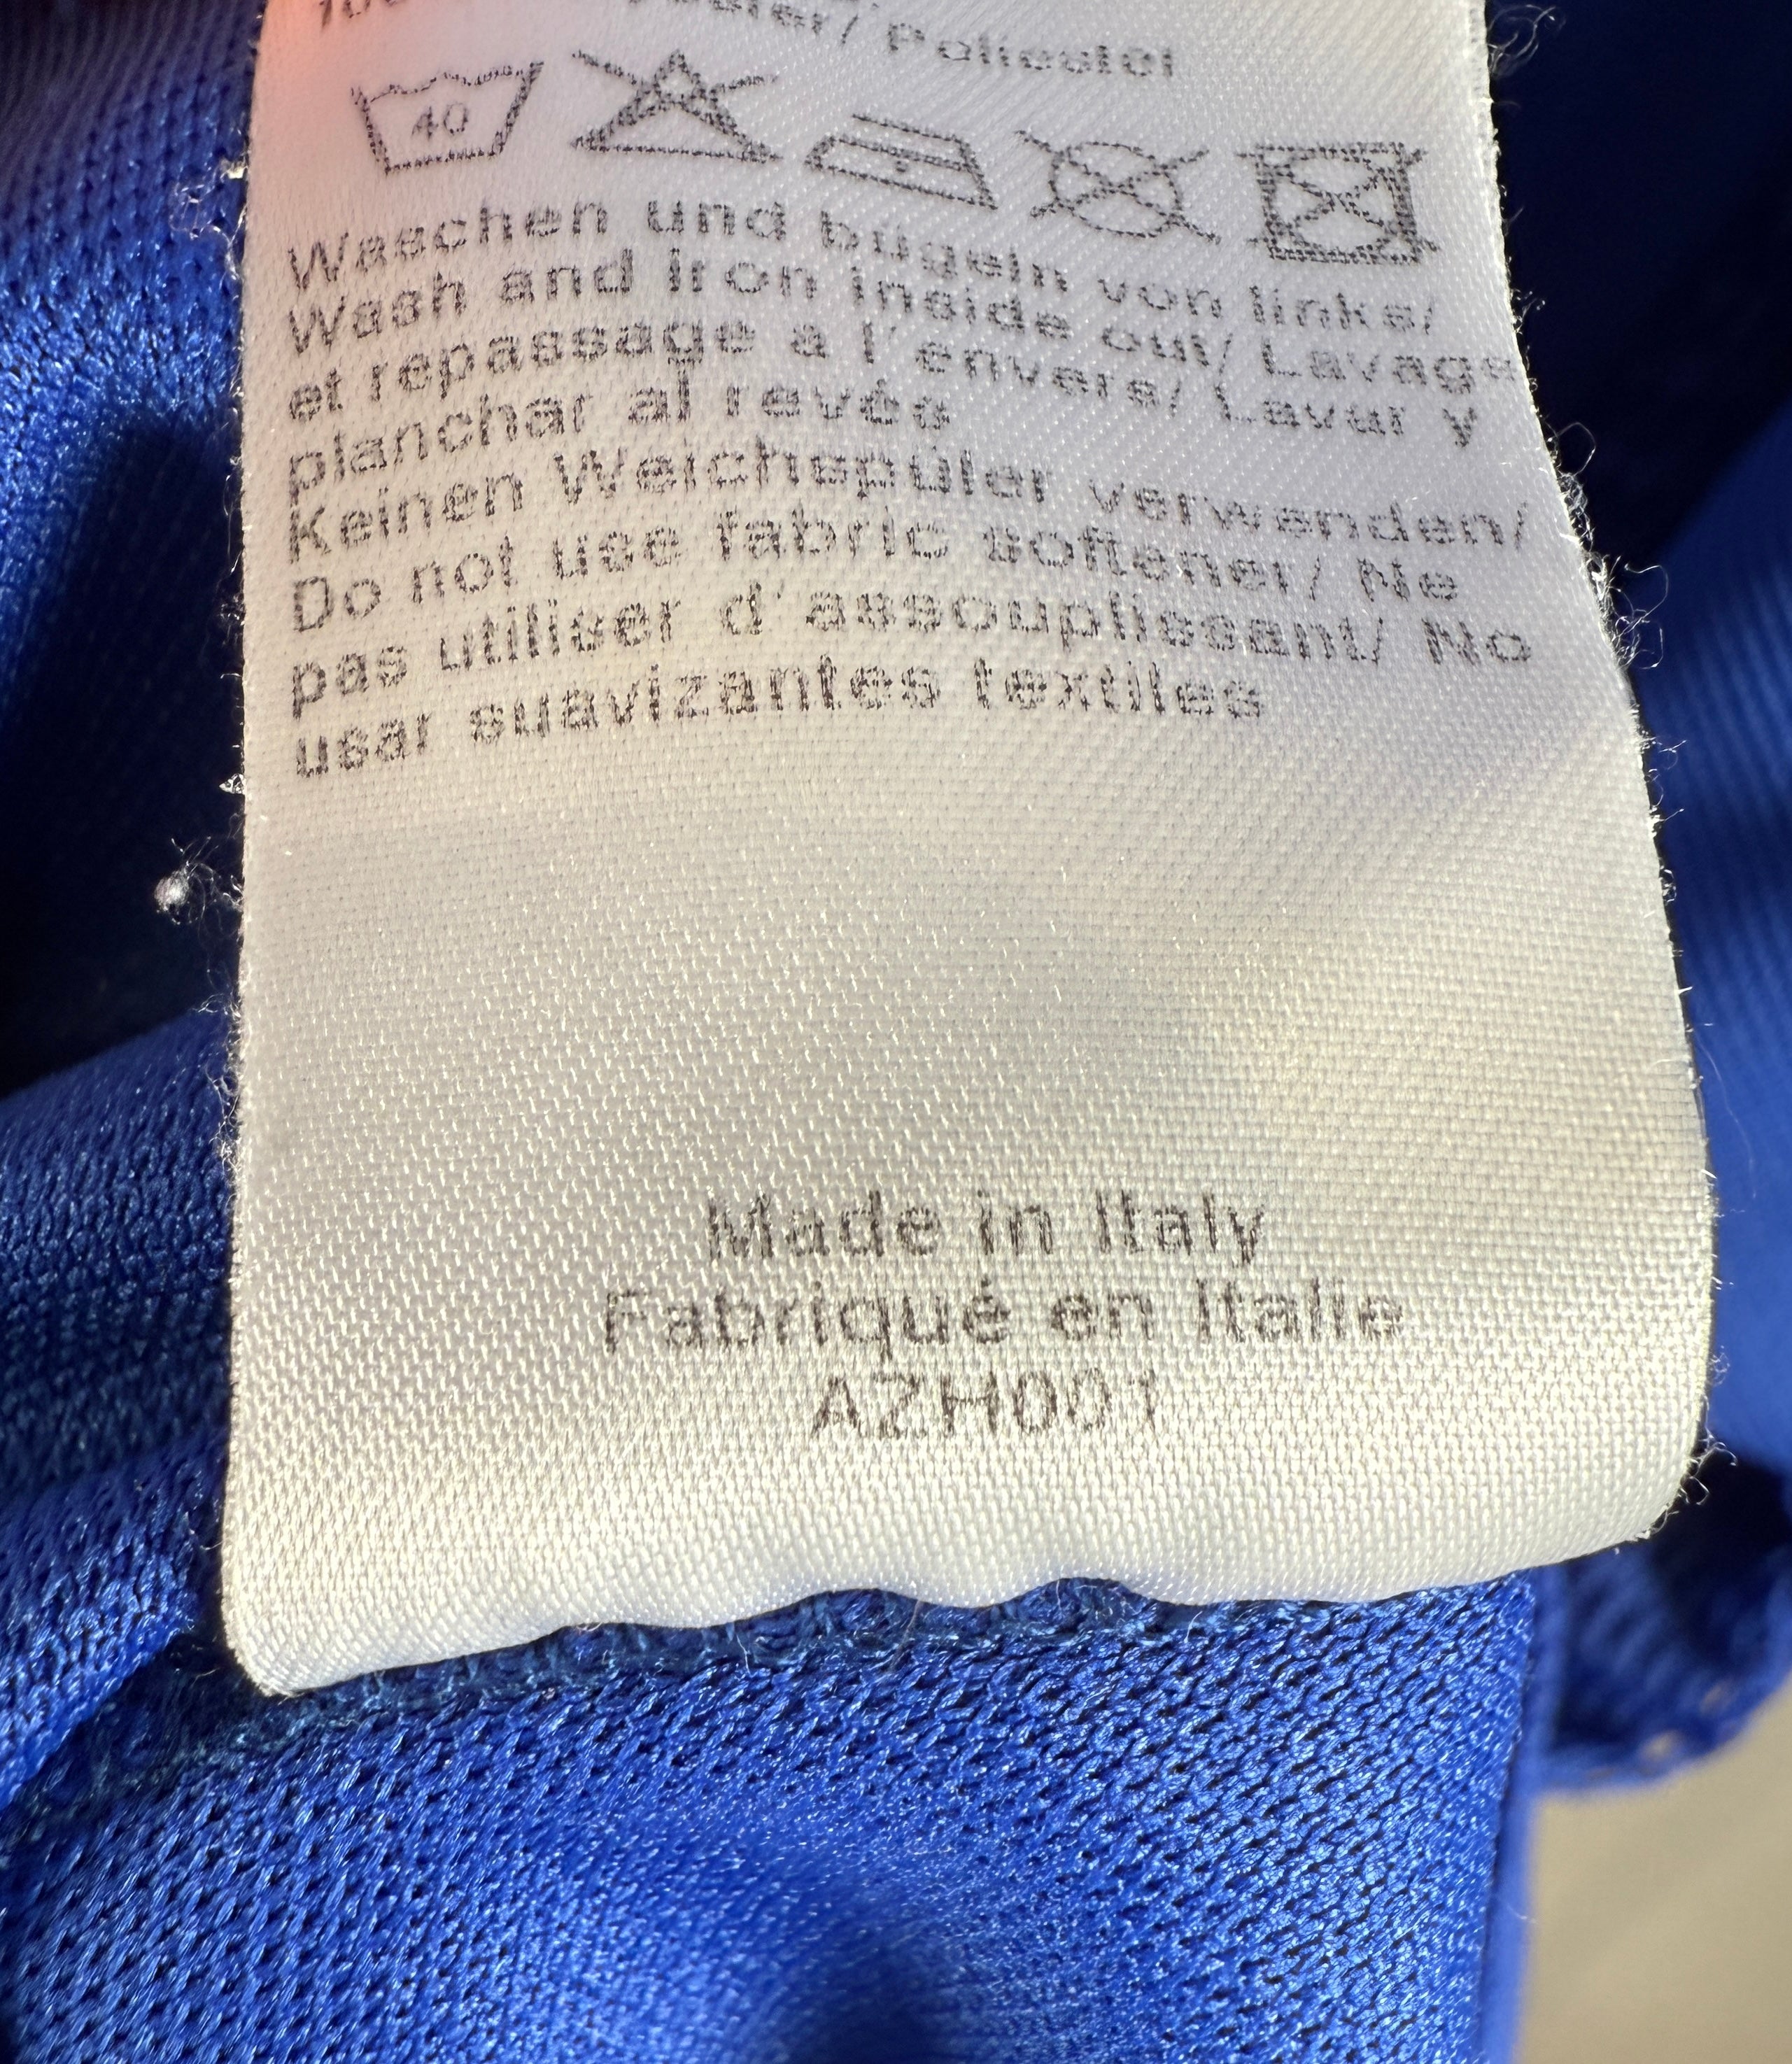 Poliester
40
Waschen und bügeln von links/
Wash and iron inside out/ Lavage
et repassage a l'envers/ Lavar y
planchar al revés
Keinen Weichspüler verwenden/
Do not use fabric softener/ Ne
pas utiliser d'assouplissant/ No
usar suavizantes textiles
Made in Italy
Fabriqué en Italie
AZH001